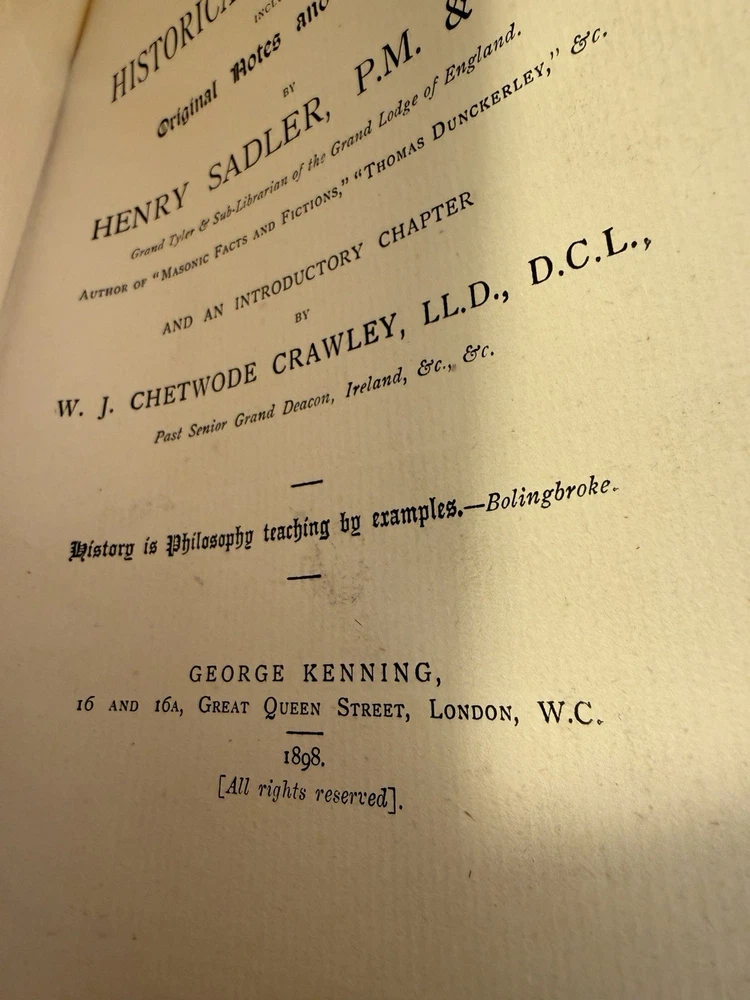 HISTORICA
INCLU
Original Notes and
BY
HENRY SADLER, P.M. &
Grand Tyler & Sub-Librarian of the Grand Lodge of England.
AUTHOR OF "MASONIC FACTS AND FICTIONS," "THOMAS DUNCKERLEY," &c.
AND AN INTRODUCTORY CHAPTER
BY
W. J. CHETWODE CRAWLEY, LL.D., D.C.L.,
Past Senior Grand Deacon, Ireland, &c., &c.
History is Philosophy teaching by examples.—Bolingbroke.
GEORGE KENNING,
16 AND 16A, GREAT QUEEN STREET, LONDON, W.C.
1898.
[All rights reserved].